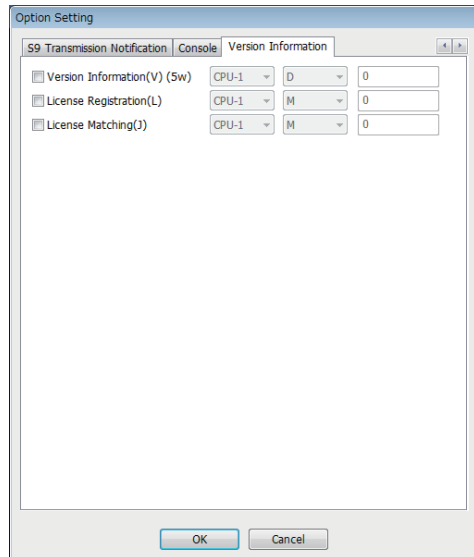 Option Setting
S9 Transmission Notification Console Version Information
Version Information(V) (5w) CPU-1 D 0
License Registration(L) CPU-1 M 0
License Matching(J) CPU-1 M 0
OK Cancel